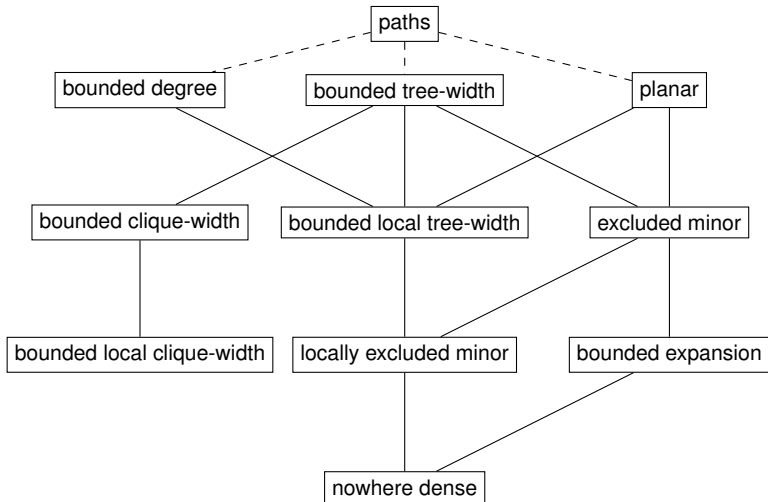 paths
bounded degree
bounded tree-width
planar
bounded clique-width
bounded local tree-width
excluded minor
bounded local clique-width
locally excluded minor
bounded expansion
nowhere dense